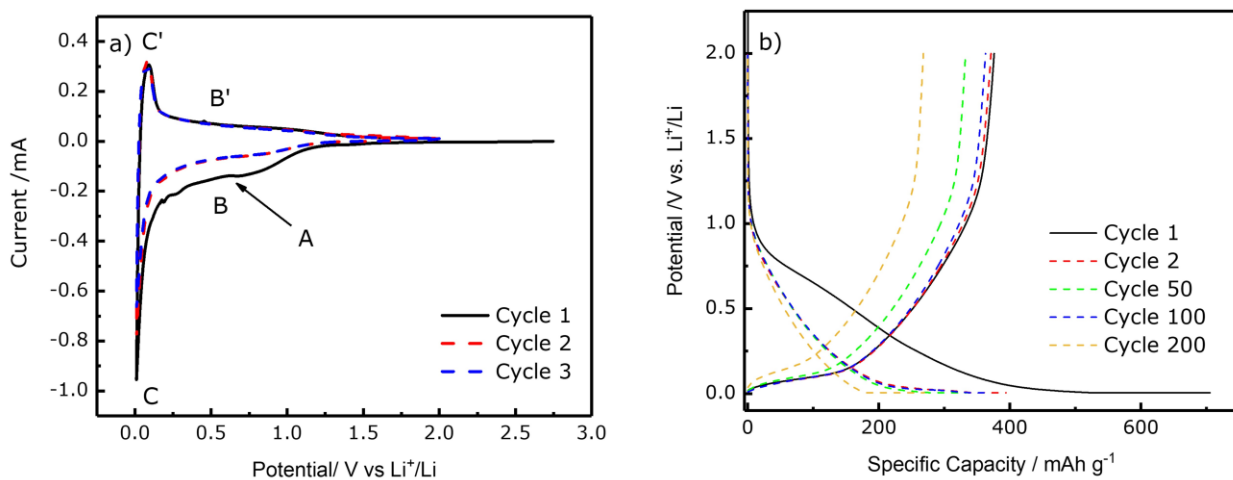 a)
C'
B'
B
A
C
0.4
0.2
0.0
-0.2
-0.4
-0.6
-0.8
-1.0
Current /mA
Cycle 1
Cycle 2
Cycle 3
0.0 0.5 1.0 1.5 2.0 2.5 3.0
Potential/ V vs Li⁺/Li
b)
2.0
1.5
1.0
0.5
0.0
Potential /V vs. Li⁺/Li
Cycle 1
Cycle 2
Cycle 50
Cycle 100
Cycle 200
0 200 400 600
Specific Capacity / mAh g⁻¹